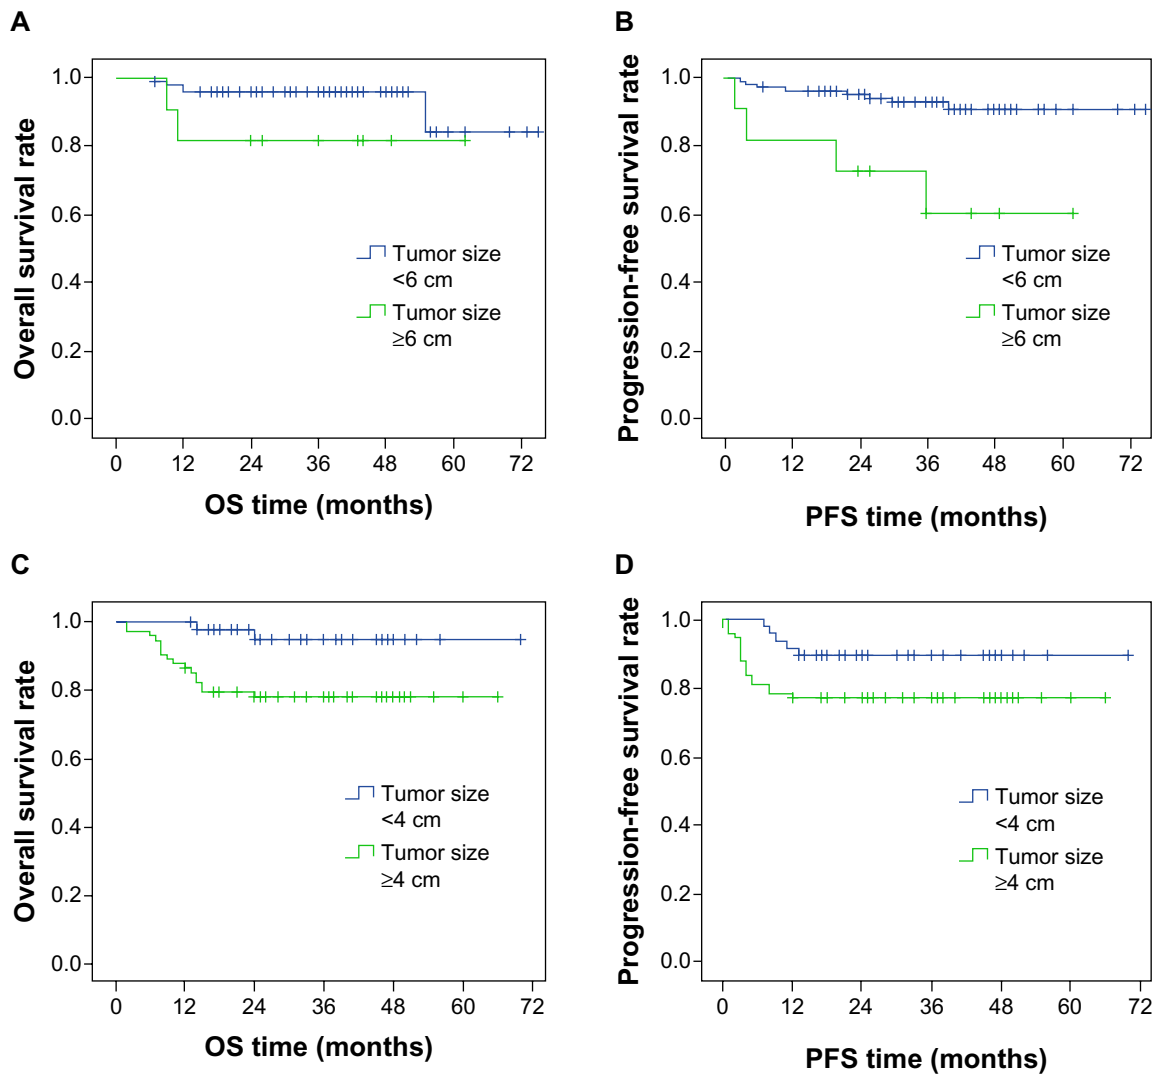 A
Overall survival rate
1.0
0.8
0.6
0.4
0.2
0.0
Tumor size
<6 cm
Tumor size
≥6 cm
0 12 24 36 48 60 72
OS time (months)
B
Progression-free survival rate
1.0
0.8
0.6
0.4
0.2
0.0
Tumor size
<6 cm
Tumor size
≥6 cm
0 12 24 36 48 60 72
PFS time (months)
C
Overall survival rate
1.0
0.8
0.6
0.4
0.2
0.0
Tumor size
<4 cm
Tumor size
≥4 cm
0 12 24 36 48 60 72
OS time (months)
D
Progression-free survival rate
1.0
0.8
0.6
0.4
0.2
0.0
Tumor size
<4 cm
Tumor size
≥4 cm
0 12 24 36 48 60 72
PFS time (months)